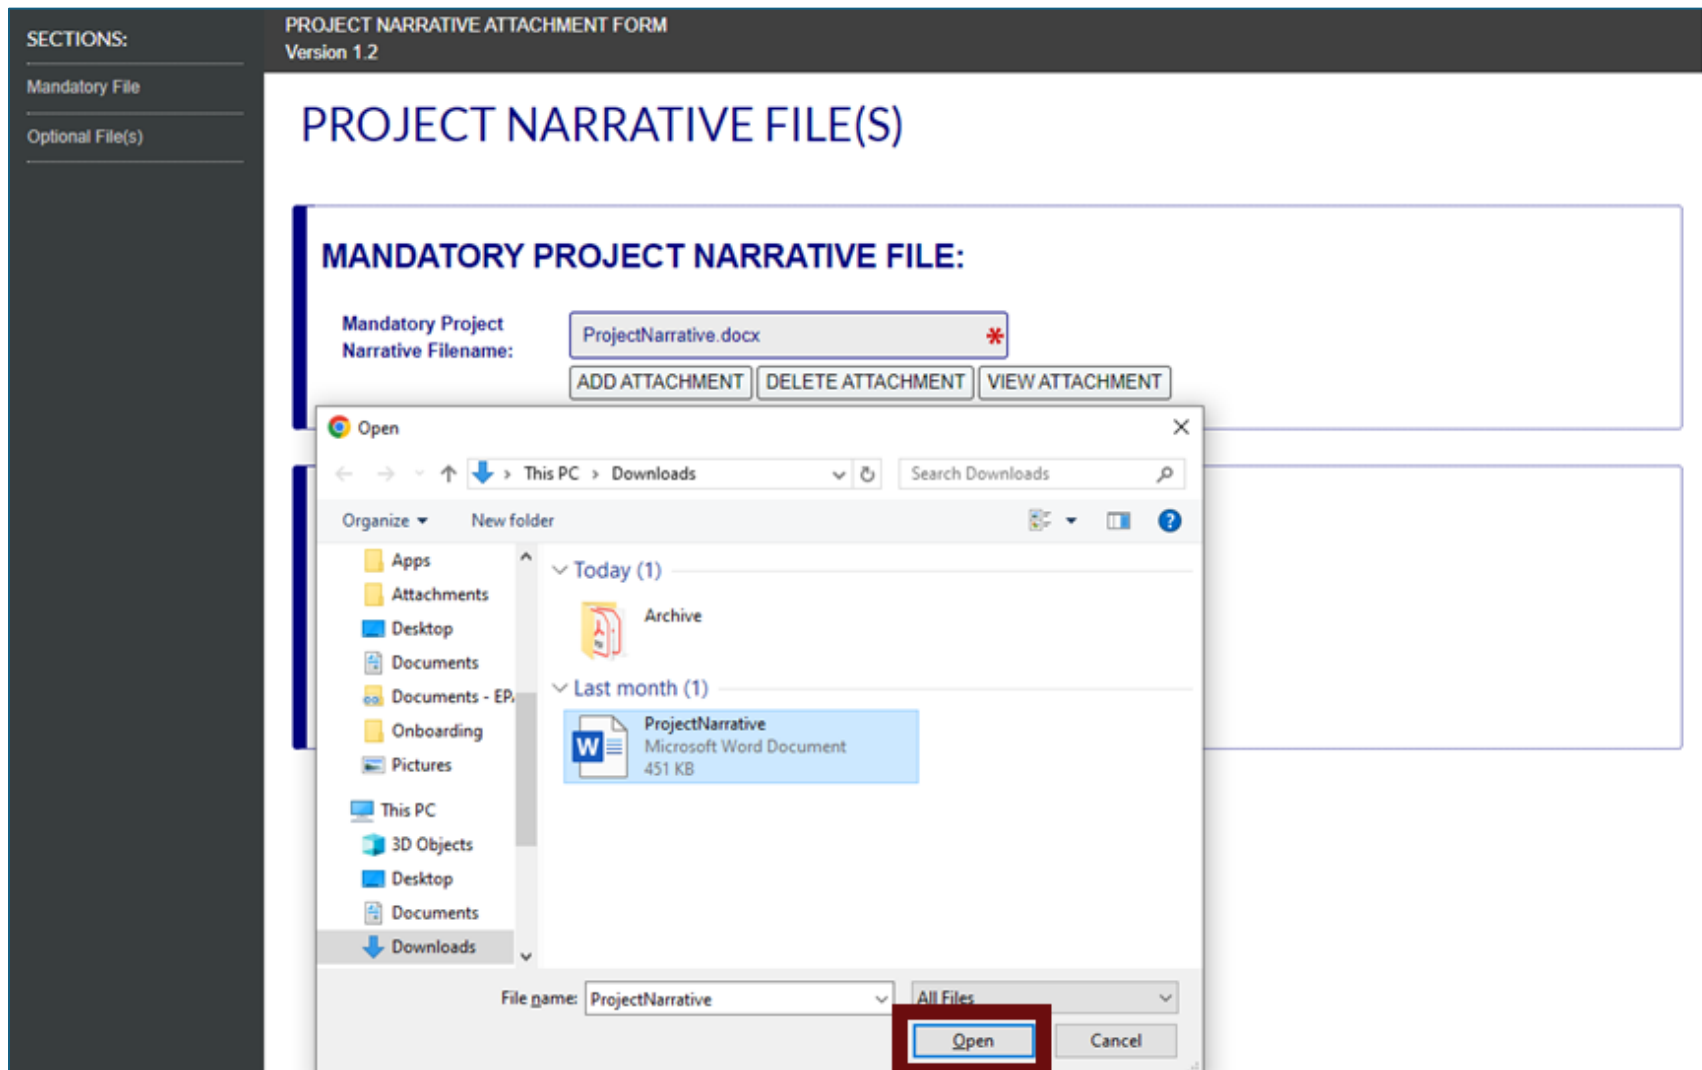 SECTIONS:
Mandatory File
Optional File(s)
PROJECT NARRATIVE ATTACHMENT FORM
Version 1.2
PROJECT NARRATIVE FILE(S)
MANDATORY PROJECT NARRATIVE FILE:
Mandatory Project
Narrative Filename:
ProjectNarrative.docx *
ADD ATTACHMENT DELETE ATTACHMENT VIEW ATTACHMENT
Open
This PC > Downloads
Search Downloads
Organize
New folder
Apps
Attachments
Desktop
Documents
Documents - EP
Onboarding
Pictures
This PC
3D Objects
Desktop
Documents
Downloads
Today (1)
Archive
Last month (1)
ProjectNarrative
Microsoft Word Document
451 KB
File name: ProjectNarrative
All Files
Open
Cancel